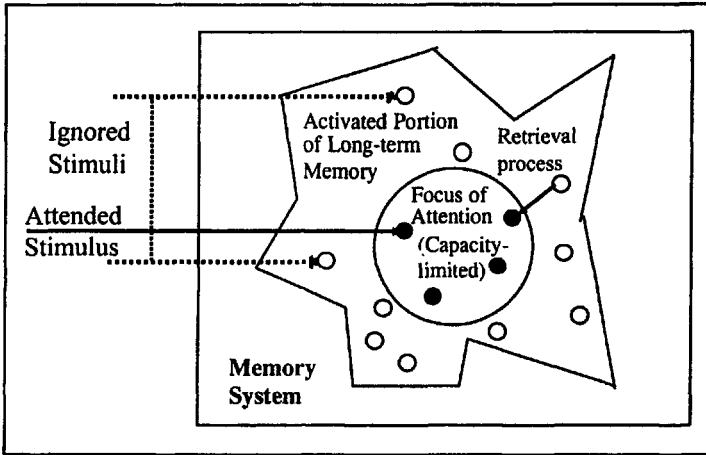 Ignored
Stimuli
Attended
Stimulus
Activated Portion
of Long-term
Memory
Retrieval
process
Focus of
Attention
(Capacity-
limited)
Memory
System